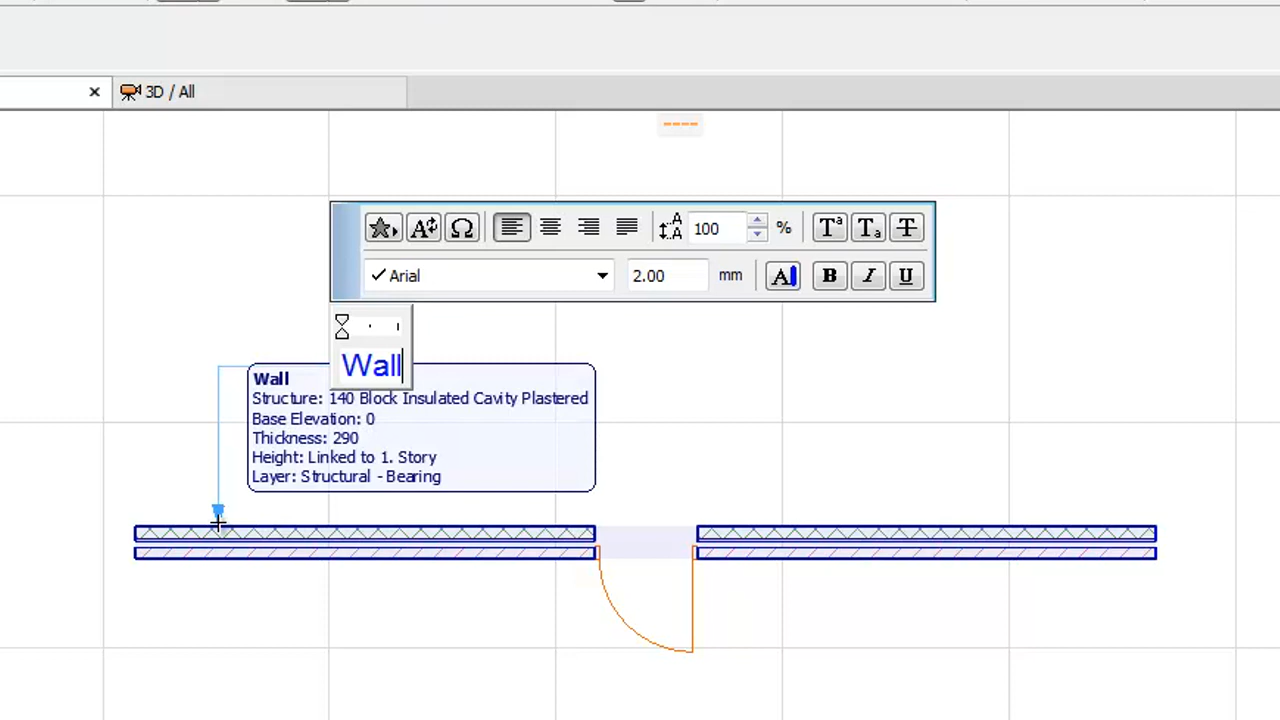 3D / All
100 %
Arial 2.00 mm
B I U
Wall
Wall
Structure: 140 Block Insulated Cavity Plastered
Base Elevation: 0
Thickness: 290
Height: Linked to 1. Story
Layer: Structural - Bearing